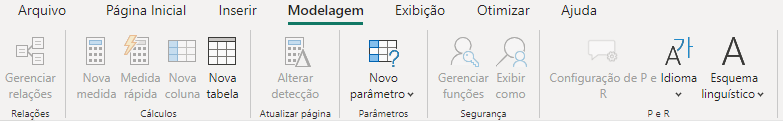 Arquivo Página Inicial Inserir Modelagem Exibição Otimizar Ajuda
Gerenciar relações
Nova medida
Medida rápida
Nova coluna
Nova tabela
Alterar detecção
Novo parâmetro
Gerenciar funções
Exibir como
Configuração de P e R
Idioma
Esquema linguístico
Relações Cálculos Atualizar página Parâmetros Segurança P e R